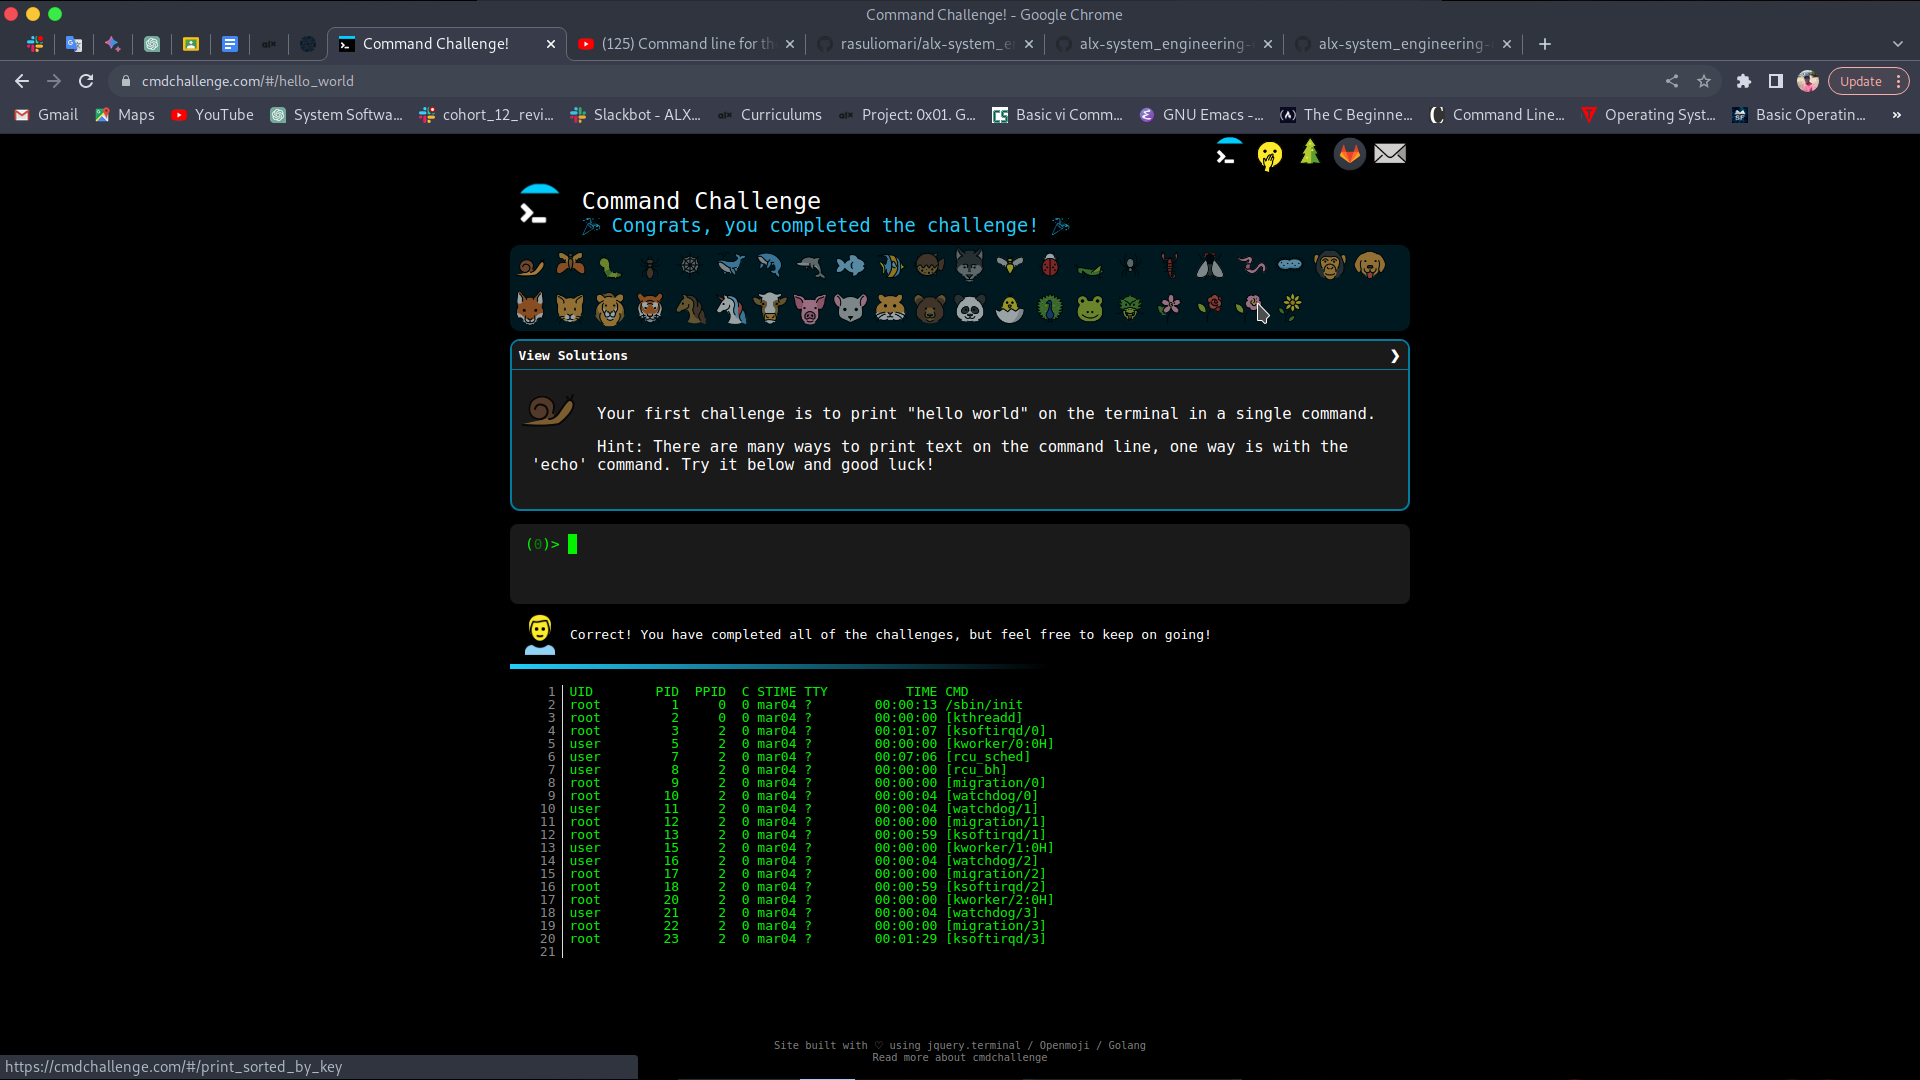 Command Challenge! - Google Chrome
Command Challenge!
(125) Command line for th
rasuliomari/alx-system_e
alx-system_engineering-
alx-system_engineering-
cmdchallenge.com/#/hello_world
Update
Gmail
Maps
YouTube
System Softwa...
cohort_12_revi...
Slackbot - ALX...
Curriculums
Project: 0x01. G...
Basic vi Comm...
GNU Emacs -...
The C Beginne...
Command Line...
Operating Syst...
Basic Operatin...
»
Command Challenge
Congrats, you completed the challenge!
View Solutions
Your first challenge is to print "hello world" on the terminal in a single command.
Hint: There are many ways to print text on the command line, one way is with the
'echo' command. Try it below and good luck!
(0)>
Correct! You have completed all of the challenges, but feel free to keep on going!
1 UID PID PPID C STIME TTY TIME CMD
2 root 1 0 0 mar04 ? 00:00:13 /sbin/init
3 root 2 0 0 mar04 ? 00:00:00 [kthreadd]
4 root 3 2 0 mar04 ? 00:01:07 [ksoftirqd/0]
5 user 5 2 0 mar04 ? 00:00:00 [kworker/0:0H]
6 user 7 2 0 mar04 ? 00:07:06 [rcu_sched]
7 user 8 2 0 mar04 ? 00:00:00 [rcu_bh]
8 root 9 2 0 mar04 ? 00:00:00 [migration/0]
9 root 10 2 0 mar04 ? 00:00:04 [watchdog/0]
10 user 11 2 0 mar04 ? 00:00:04 [watchdog/1]
11 root 12 2 0 mar04 ? 00:00:00 [migration/1]
12 root 13 2 0 mar04 ? 00:00:59 [ksoftirqd/1]
13 user 15 2 0 mar04 ? 00:00:00 [kworker/1:0H]
14 user 16 2 0 mar04 ? 00:00:04 [watchdog/2]
15 root 17 2 0 mar04 ? 00:00:00 [migration/2]
16 root 18 2 0 mar04 ? 00:00:59 [ksoftirqd/2]
17 root 20 2 0 mar04 ? 00:00:00 [kworker/2:0H]
18 user 21 2 0 mar04 ? 00:00:04 [watchdog/3]
19 root 22 2 0 mar04 ? 00:00:00 [migration/3]
20 root 23 2 0 mar04 ? 00:01:29 [ksoftirqd/3]
21
Site built with ♡ using jquery.terminal / Openmoji / Golang
Read more about cmdchallenge
https://cmdchallenge.com/#/print_sorted_by_key